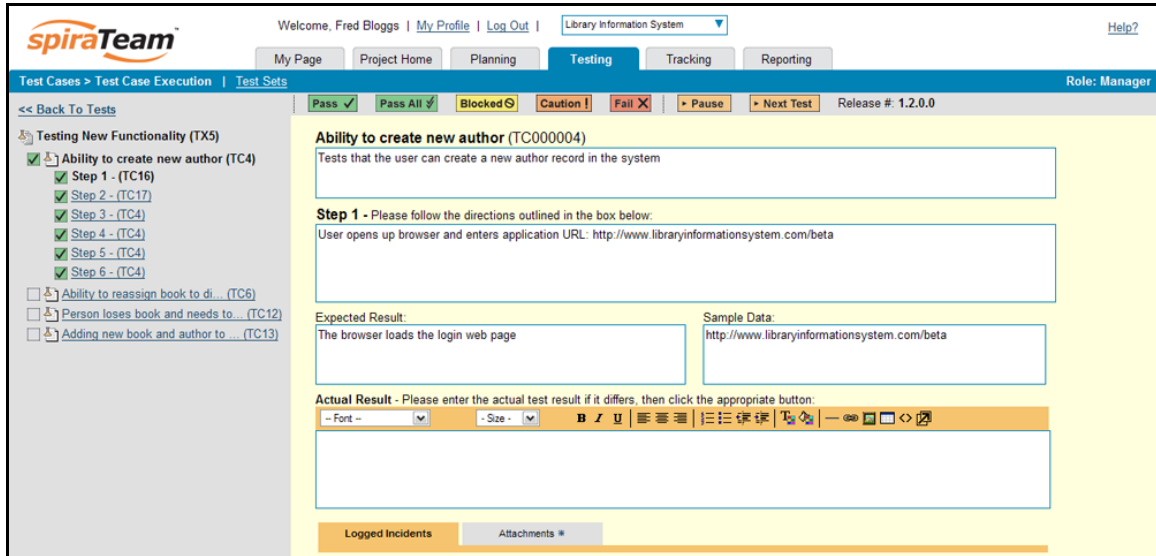 spiraTeam
Welcome, Fred Bloggs | My Profile | Log Out | Library Information System
Help?
My Page Project Home Planning Testing Tracking Reporting
Test Cases > Test Case Execution | Test Sets Role: Manager
<< Back To Tests
Pass Pass All Blocked Caution ! Fail Pause Next Test Release #: 1.2.0.0
Testing New Functionality (TX5)
Ability to create new author (TC4)
Step 1 - (TC16)
Step 2 - (TC17)
Step 3 - (TC4)
Step 4 - (TC4)
Step 5 - (TC4)
Step 6 - (TC4)
Ability to reassign book to di... (TC6)
Person loses book and needs to... (TC12)
Adding new book and author to ... (TC13)
Ability to create new author (TC000004)
Tests that the user can create a new author record in the system
Step 1 - Please follow the directions outlined in the box below:
User opens up browser and enters application URL: http://www.libraryinformationsystem.com/beta
Expected Result: Sample Data:
The browser loads the login web page http://www.libraryinformationsystem.com/beta
Actual Result - Please enter the actual test result if it differs, then click the appropriate button:
-- Font -- - Size - B I U
Logged Incidents Attachments